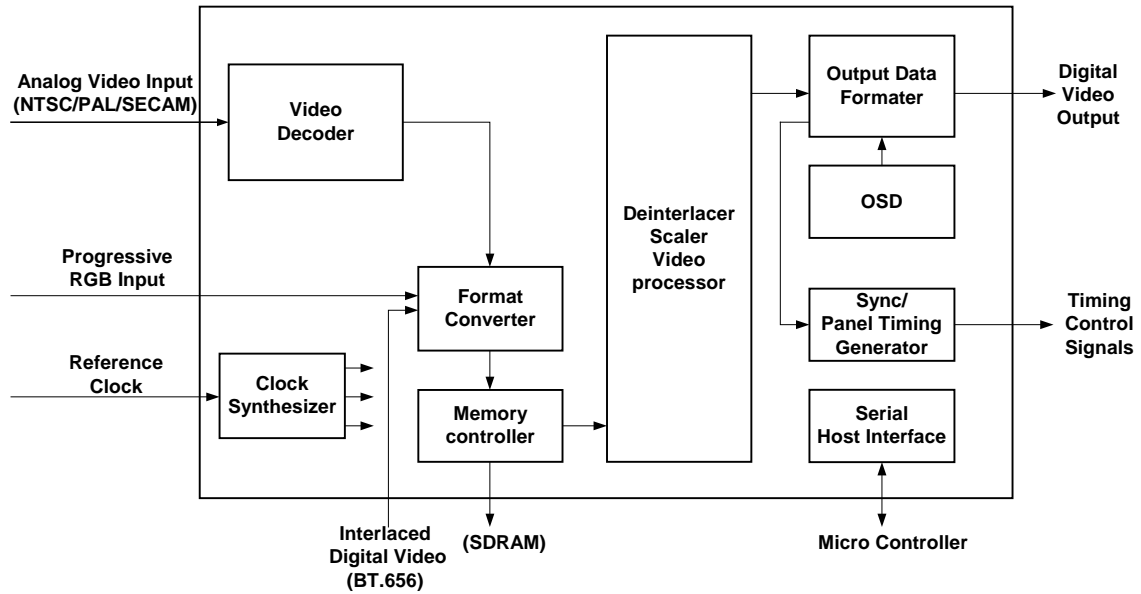 Analog Video Input
(NTSC/PAL/SECAM)
Video
Decoder
Progressive
RGB Input
Format
Converter
Reference
Clock
Clock
Synthesizer
Memory
controller
Interlaced
Digital Video
(BT.656)
(SDRAM)
Deinterlacer
Scaler
Video
processor
Output Data
Formater
Digital
Video
Output
OSD
Sync/
Panel Timing
Generator
Timing
Control
Signals
Serial
Host Interface
Micro Controller